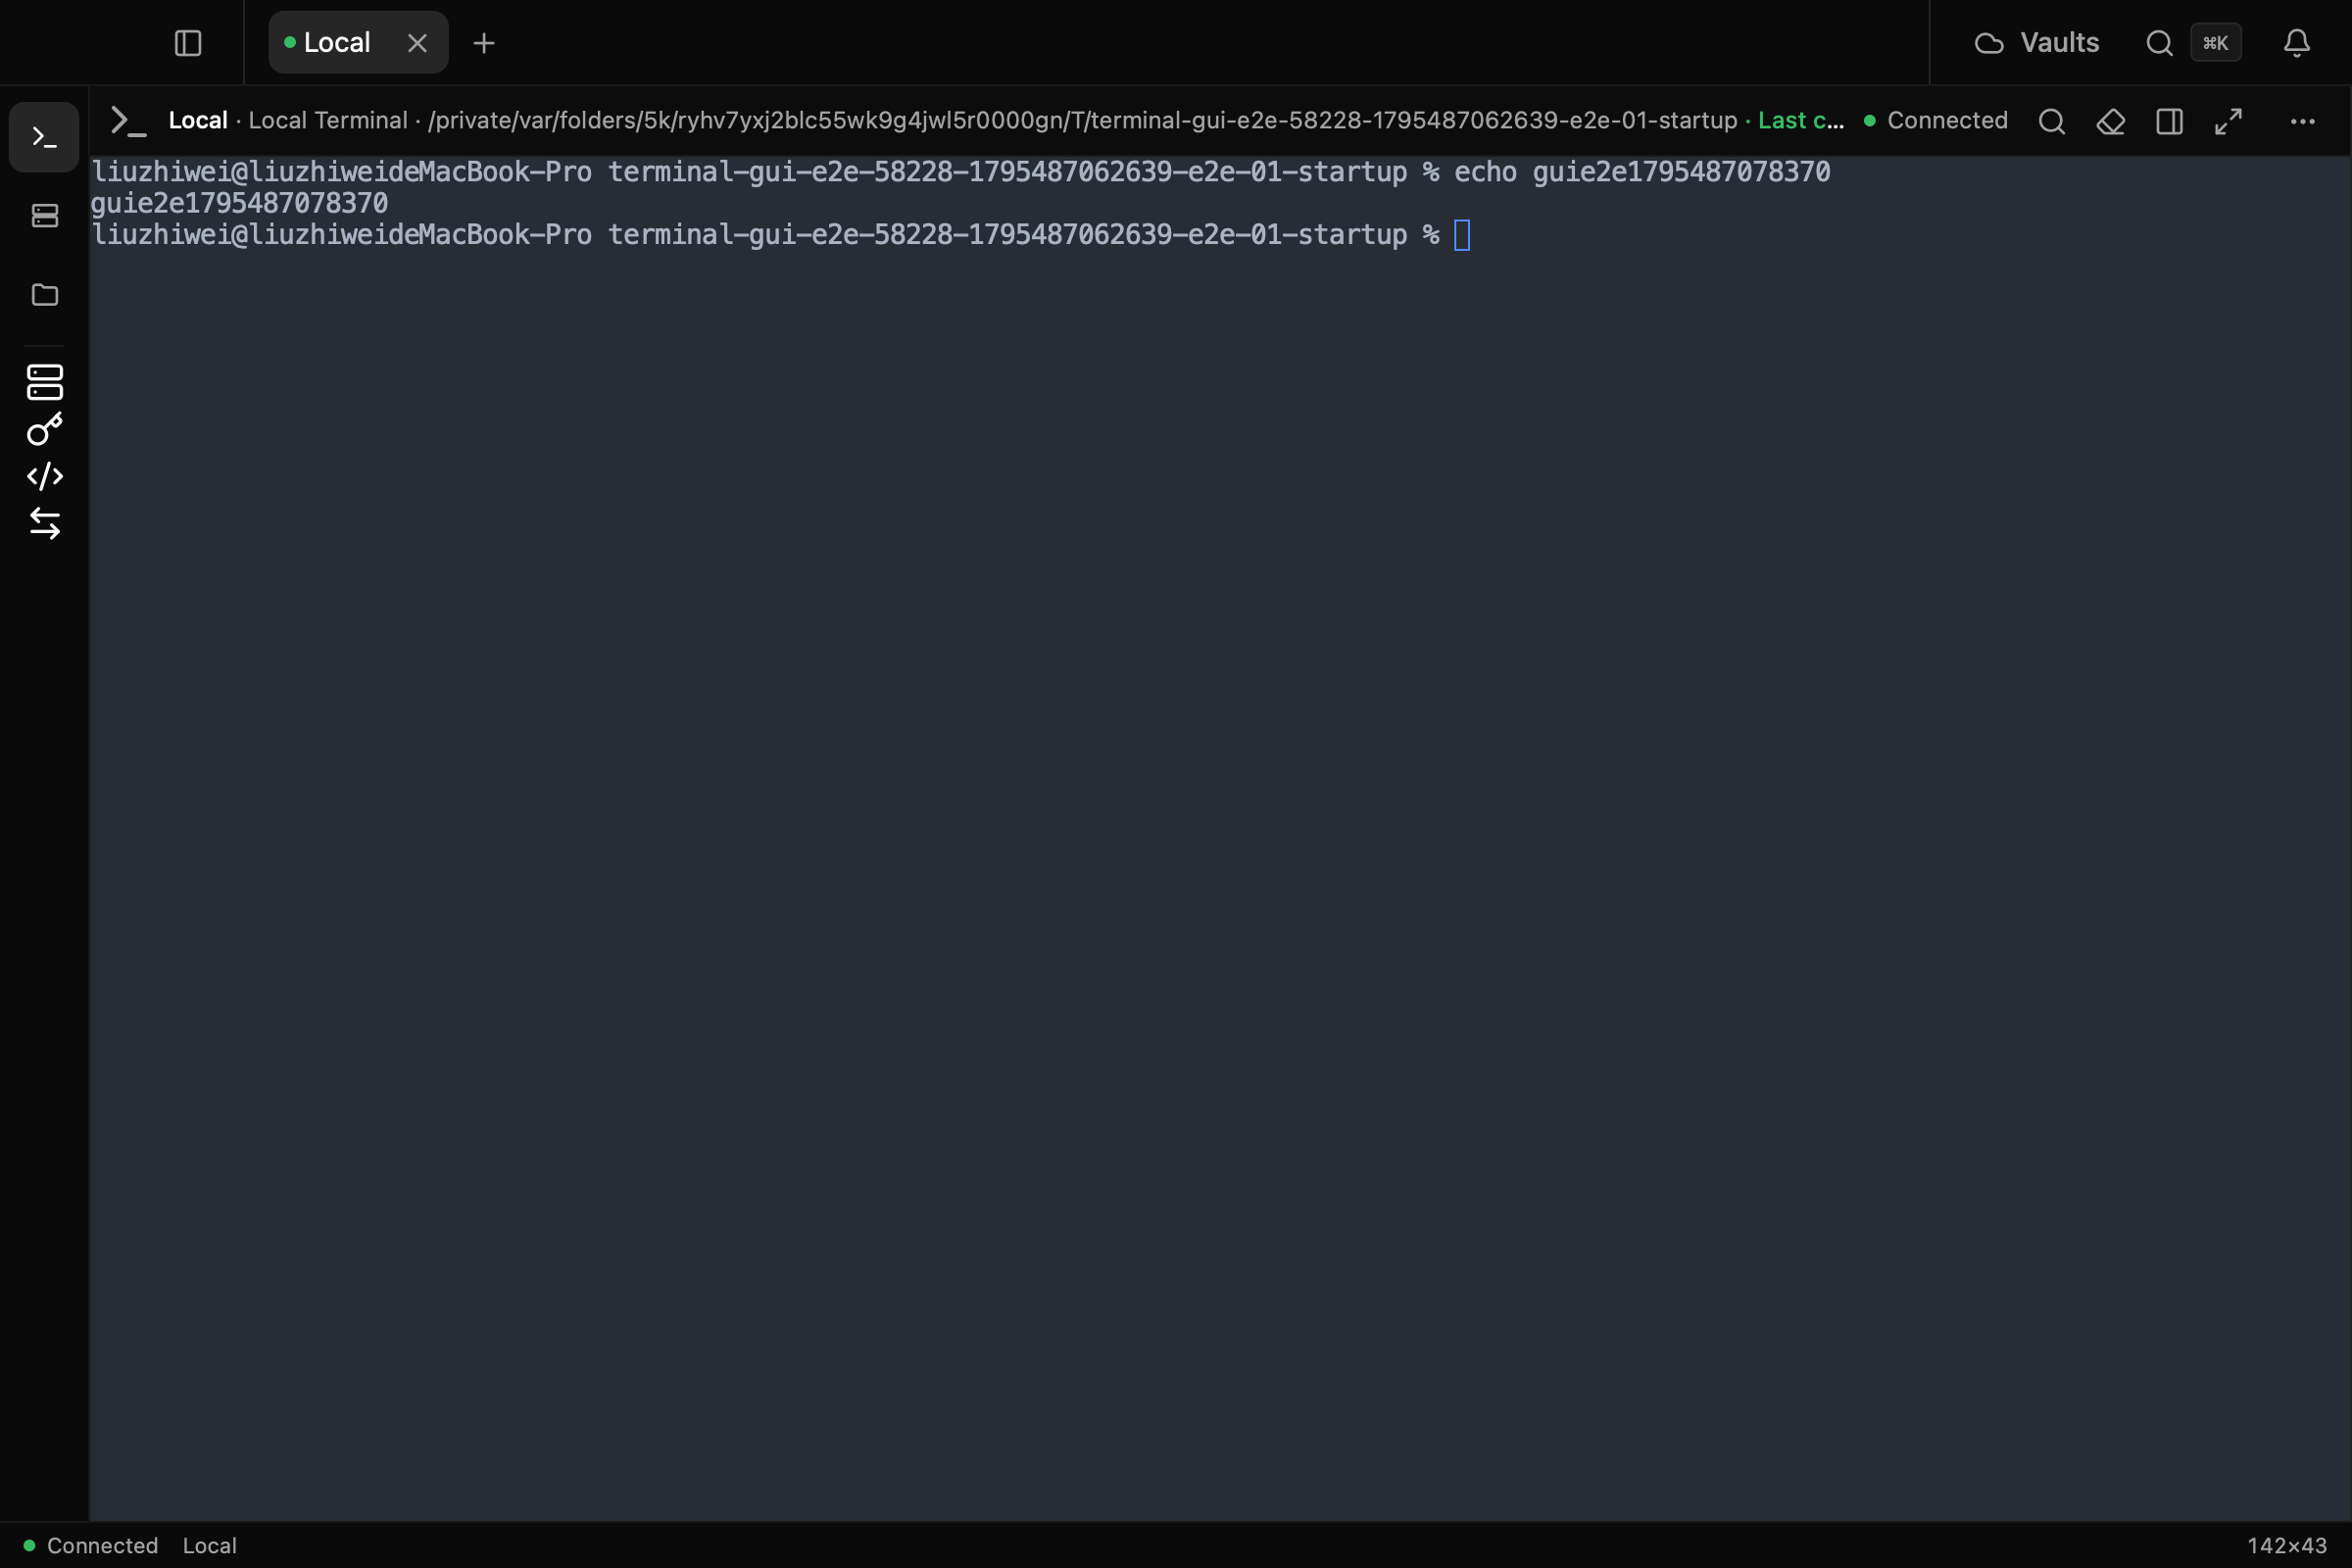 Local
Vaults
⌘K
Local · Local Terminal · /private/var/folders/5k/ryhv7yxj2blc55wk9g4jwl5r0000gn/T/terminal-gui-e2e-58228-1795487062639-e2e-01-startup · Last c... Connected
liuzhiwei@liuzhiweideMacBook-Pro terminal-gui-e2e-58228-1795487062639-e2e-01-startup % echo guie2e1795487078370
guie2e1795487078370
liuzhiwei@liuzhiweideMacBook-Pro terminal-gui-e2e-58228-1795487062639-e2e-01-startup %
Connected Local
142×43